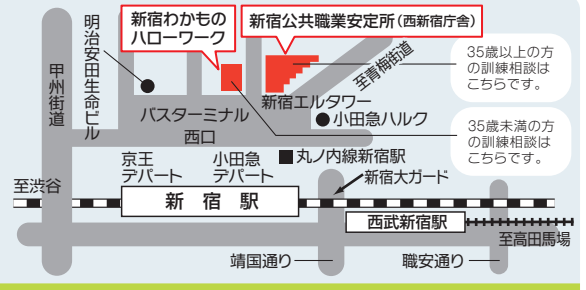 新宿わかもの
ハローワーク
新宿公共職業安定所（西新宿庁舎）
明治安田生命ビル
甲州街道
至青梅街道
35歳以上の方
の訓練相談は
こちらです。
バスターミナル
新宿エルタワー
小田急ハルク
西口
35歳未満の方
の訓練相談は
こちらです。
京王
デパート
小田急
デパート
丸ノ内線新宿駅
新宿大ガード
至渋谷
新宿駅
西武新宿駅
至高田馬場
靖国通り
職安通り